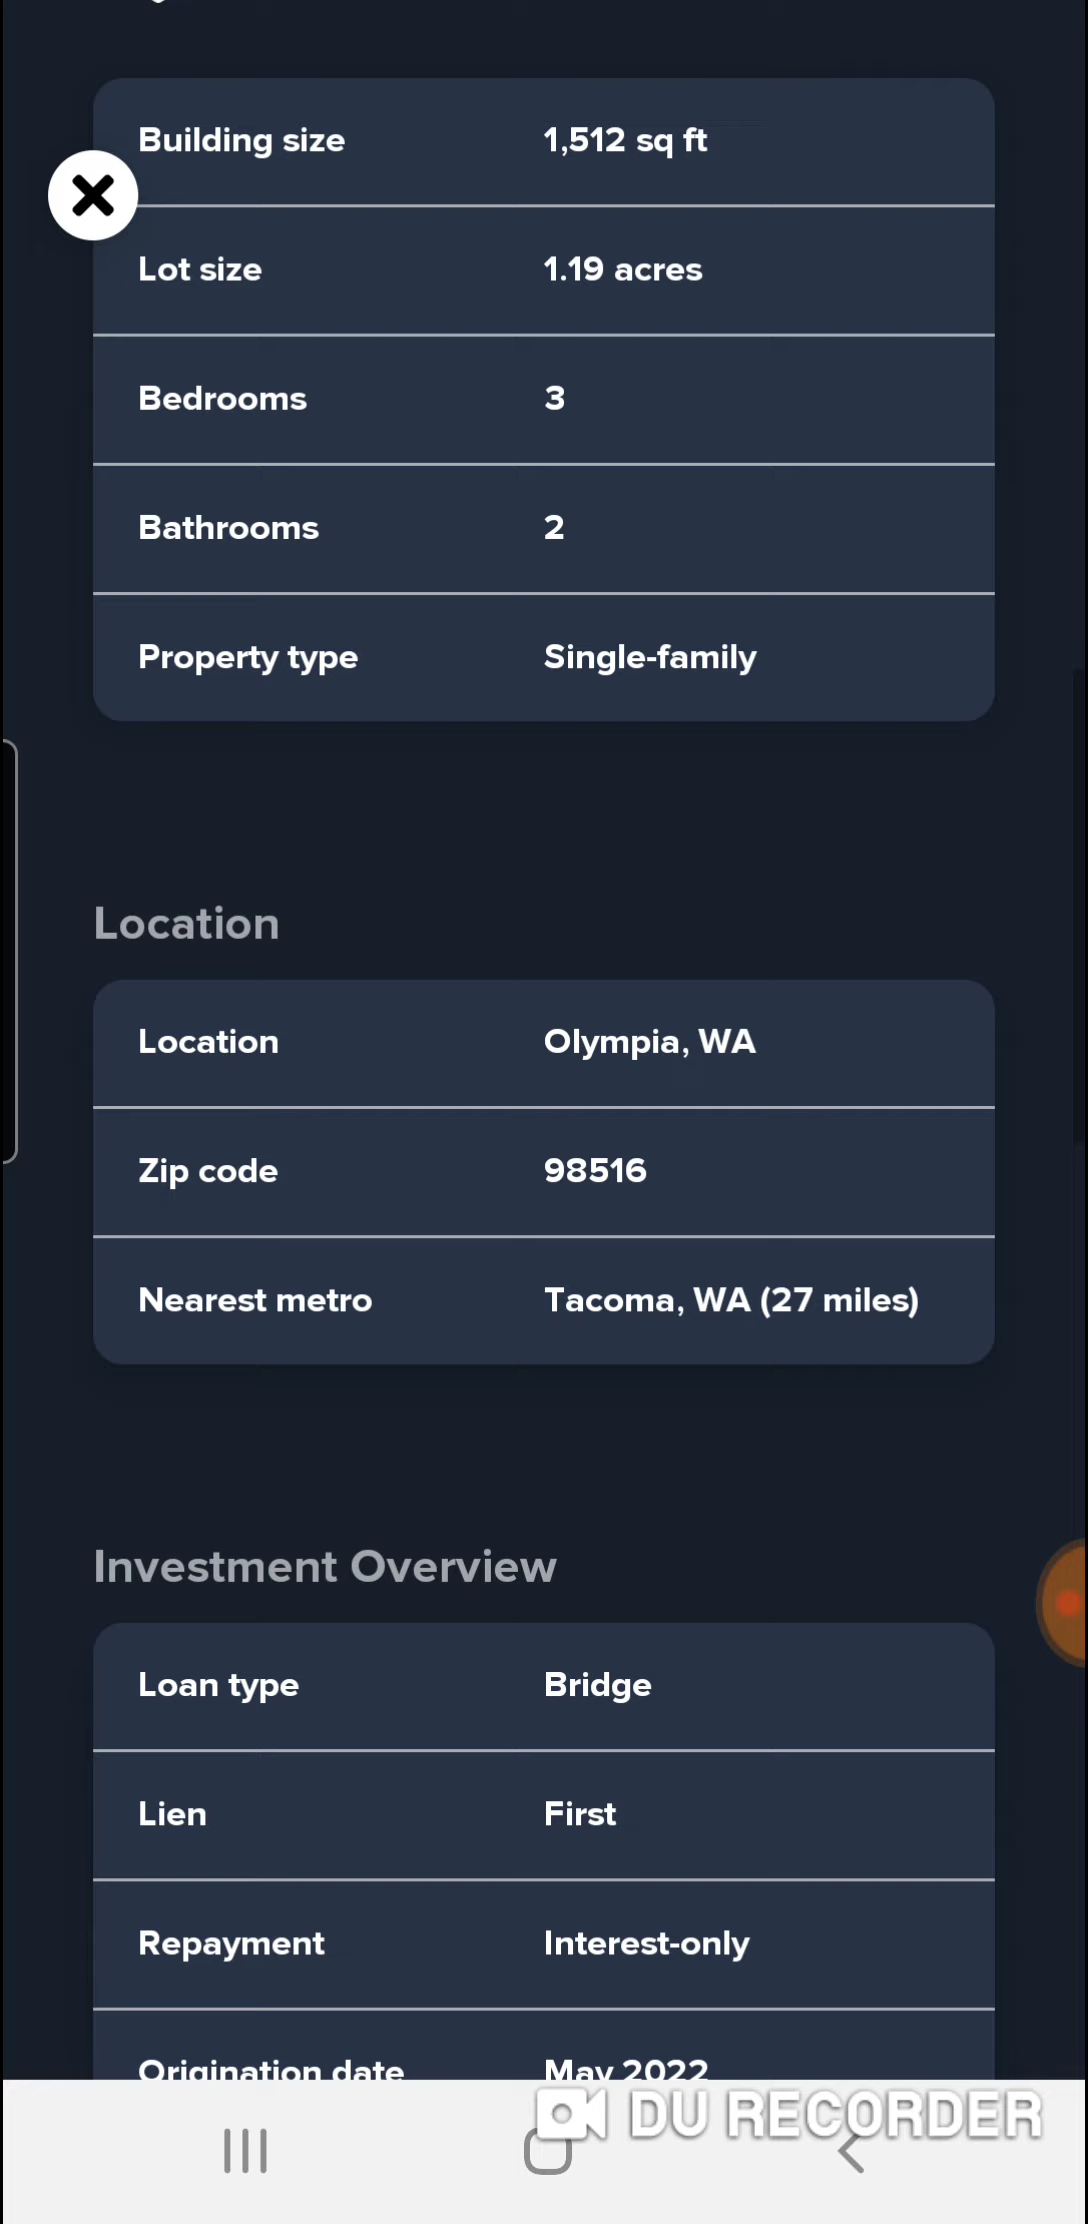 Building size 1,512 sq ft
Lot size 1.19 acres
Bedrooms 3
Bathrooms 2
Property type Single-family
Location
Location Olympia, WA
Zip code 98516
Nearest metro Tacoma, WA (27 miles)
Investment Overview
Loan type Bridge
Lien First
Repayment Interest-only
Origination date May 2022
DU RECORDER